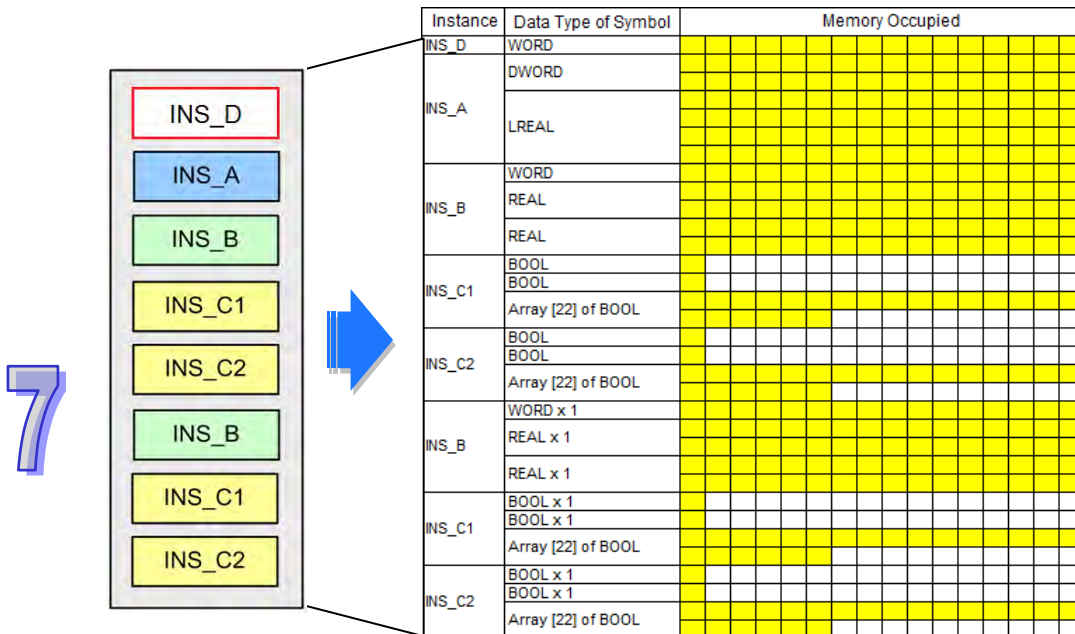 7
INS_D
INS_A
INS_B
INS_C1
INS_C2
INS_B
INS_C1
INS_C2
Instance Data Type of Symbol Memory Occupied
INS_D WORD
INS_A
DWORD
LREAL
INS_B
WORD
REAL
REAL
INS_C1
BOOL
BOOL
Array [22] of BOOL
INS_C2
BOOL
BOOL
Array [22] of BOOL
INS_B
WORD x 1
REAL x 1
REAL x 1
INS_C1
BOOL x 1
BOOL x 1
Array [22] of BOOL
INS_C2
BOOL x 1
BOOL x 1
Array [22] of BOOL